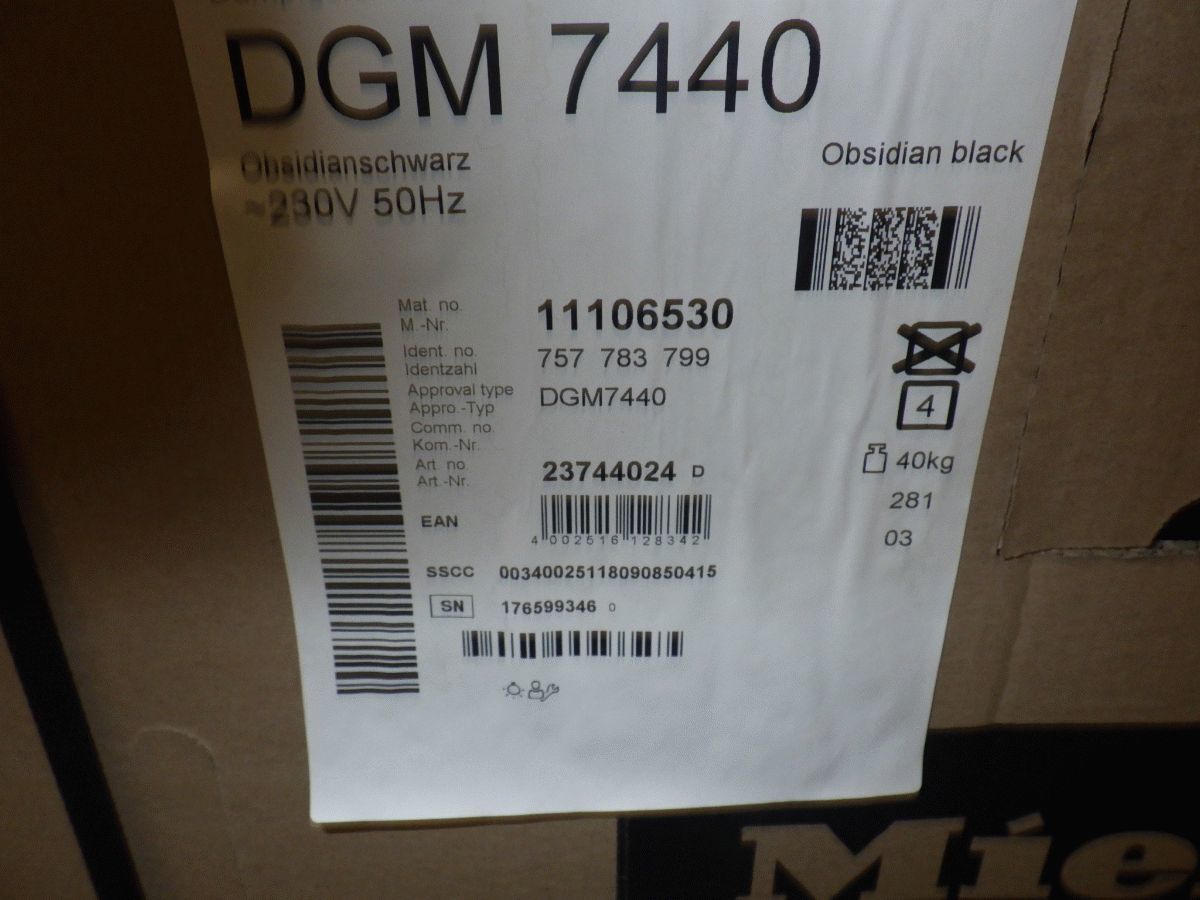 DGM 7440
Obsidianschwarz
Obsidian black
~230V 50Hz
Mat. no.
M.-Nr.
11106530
Ident. no.
Identzahl
757 783 799
Approval type
Appro.-Typ
DGM7440
Comm. no.
Kom.-Nr.
4
Art. no
Art.-Nr.
23744024 D
40kg
281
EAN
4 002516 128342
03
SSCC 00340025118090850415
SN 176599346 0
Mie